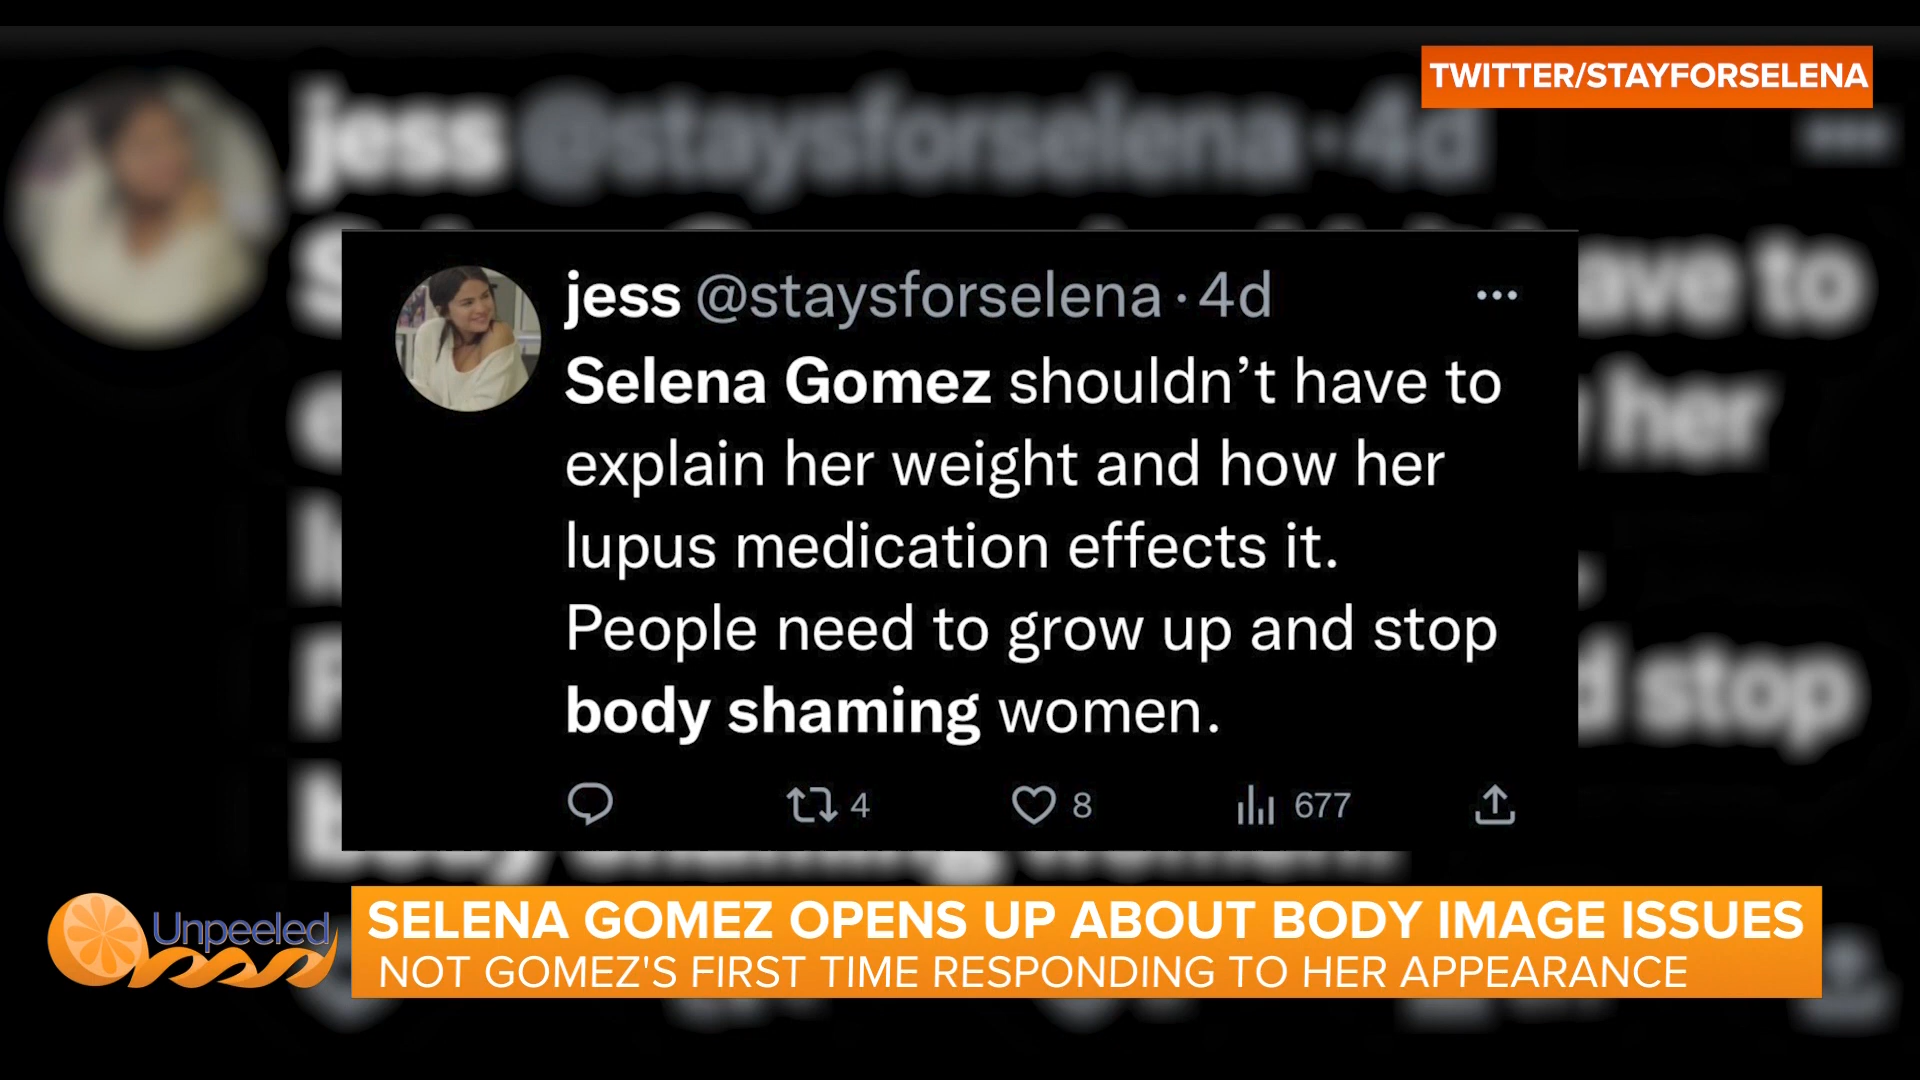 TWITTER/STAYFORSELENA
jess @staysforselena · 4d
Selena Gomez shouldn’t have to
explain her weight and how her
lupus medication effects it.
People need to grow up and stop
body shaming women.
4 8 677
Unpeeled
SELENA GOMEZ OPENS UP ABOUT BODY IMAGE ISSUES
NOT GOMEZ'S FIRST TIME RESPONDING TO HER APPEARANCE